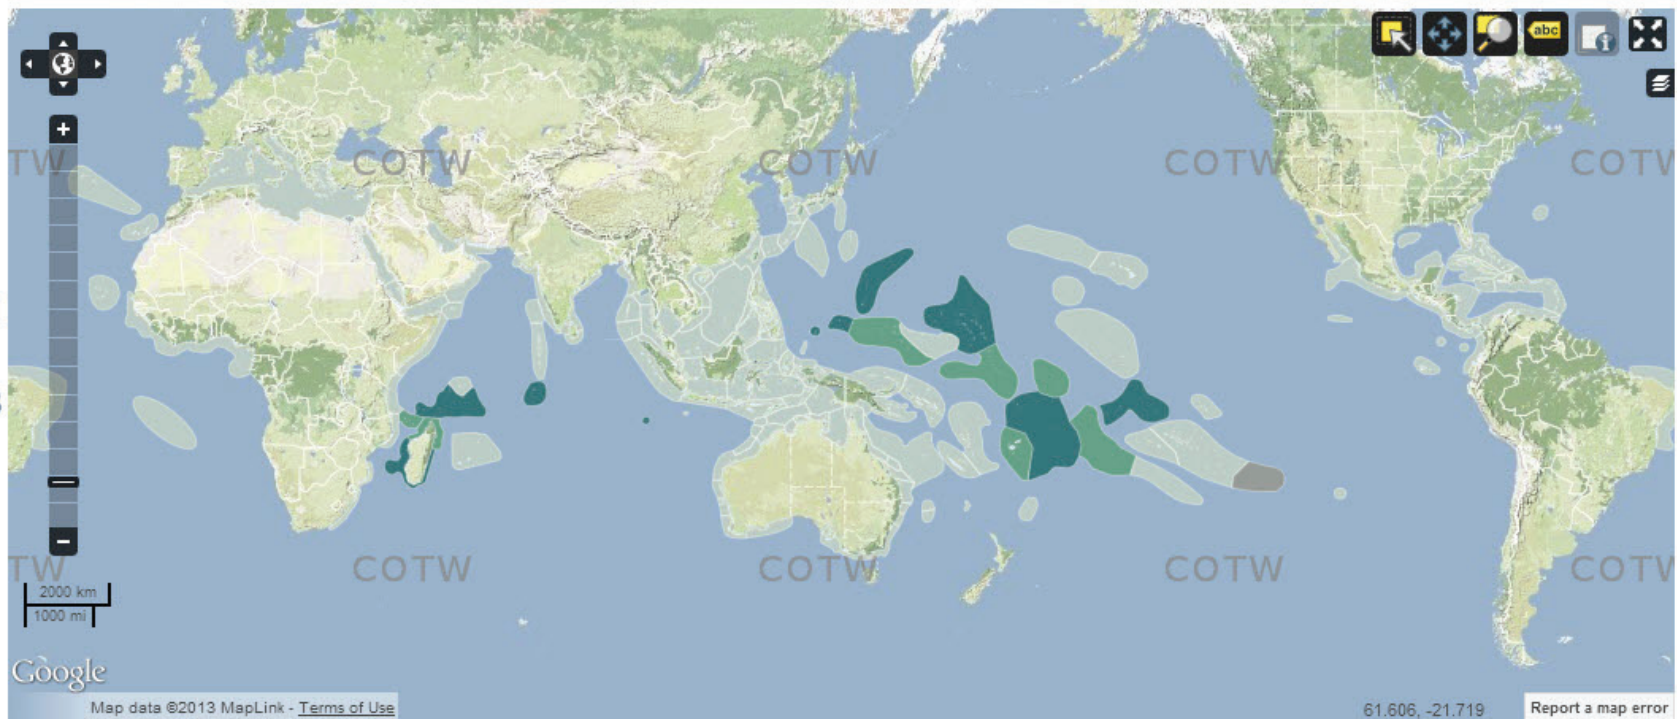 abc
i
+
TW
COTW
COTW
COTW
COTW
−
TW
COTW
COTW
COTW
COTW
2000 km
1000 mi
Google
Map data ©2013 MapLink - Terms of Use
61.606, -21.719
Report a map error